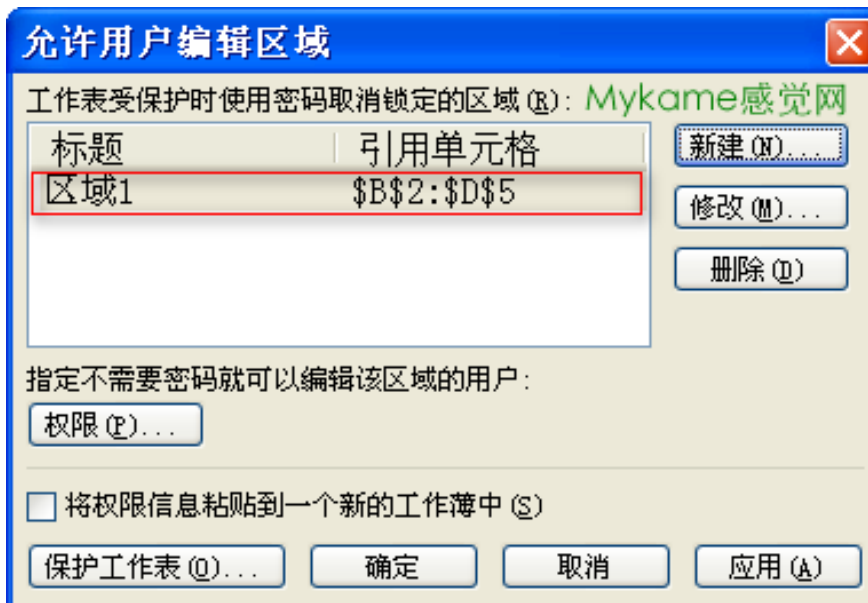 允许用户编辑区域
工作表受保护时使用密码取消锁定的区域(R): Mykame感觉网
标题 引用单元格 新建(N)...
区域1 $B$2:$D$5 修改(M)...
删除(D)
指定不需要密码就可以编辑该区域的用户:
权限(P)...
将权限信息粘贴到一个新的工作薄中(S)
保护工作表(O)... 确定 取消 应用(A)